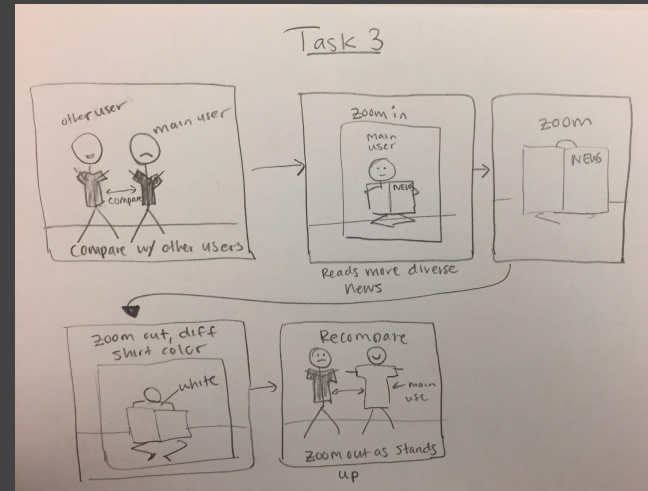 Task 3
other user
main user
compare
compare w/ other users
Zoom in
main
user
NEWS
Reads more diverse
news
zoom
NEWS
zoom out, diff
shirt color
white
Recompare
main
use
zoom out as stands
up